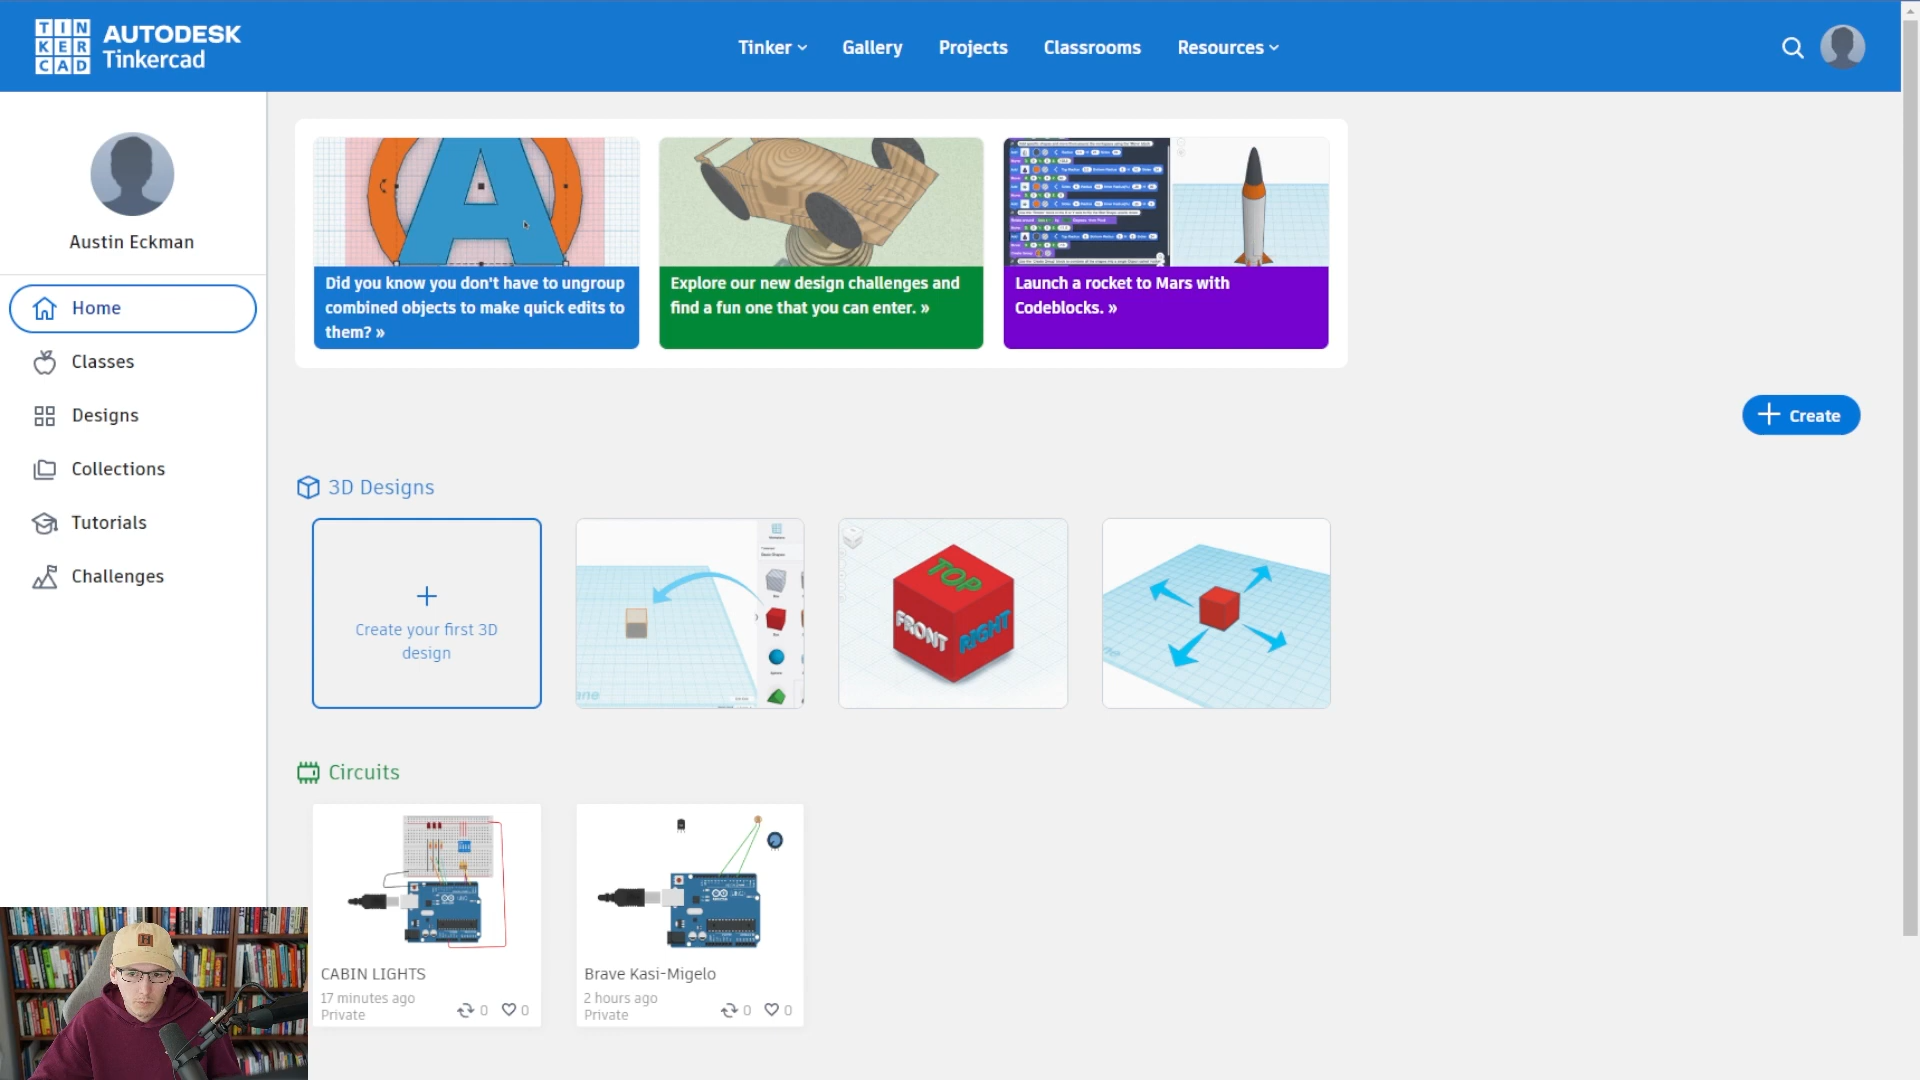 TIN
KER
CAD
AUTODESK
Tinkercad
Tinker
Gallery
Projects
Classrooms
Resources
Austin Eckman
Home
Classes
Designs
Collections
Tutorials
Challenges
A
Did you know you don't have to ungroup
combined objects to make quick edits to
them? »
Explore our new design challenges and
find a fun one that you can enter. »
Launch a rocket to Mars with
Codeblocks. »
+ Create
3D Designs
+
Create your first 3D
design
TOP
FRONT
RIGHT
Circuits
CABIN LIGHTS
17 minutes ago
Private
0
0
Brave Kasi-Migelo
2 hours ago
Private
0
0